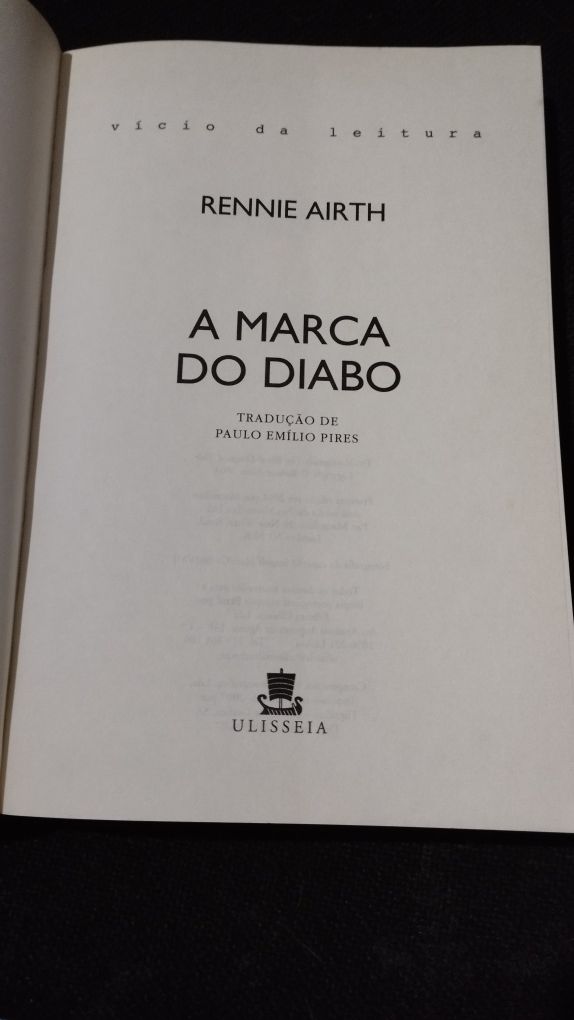 vício da leitura
RENNIE AIRTH
A MARCA
DO DIABO
TRADUÇÃO DE
PAULO EMÍLIO PIRES
ULISSEIA